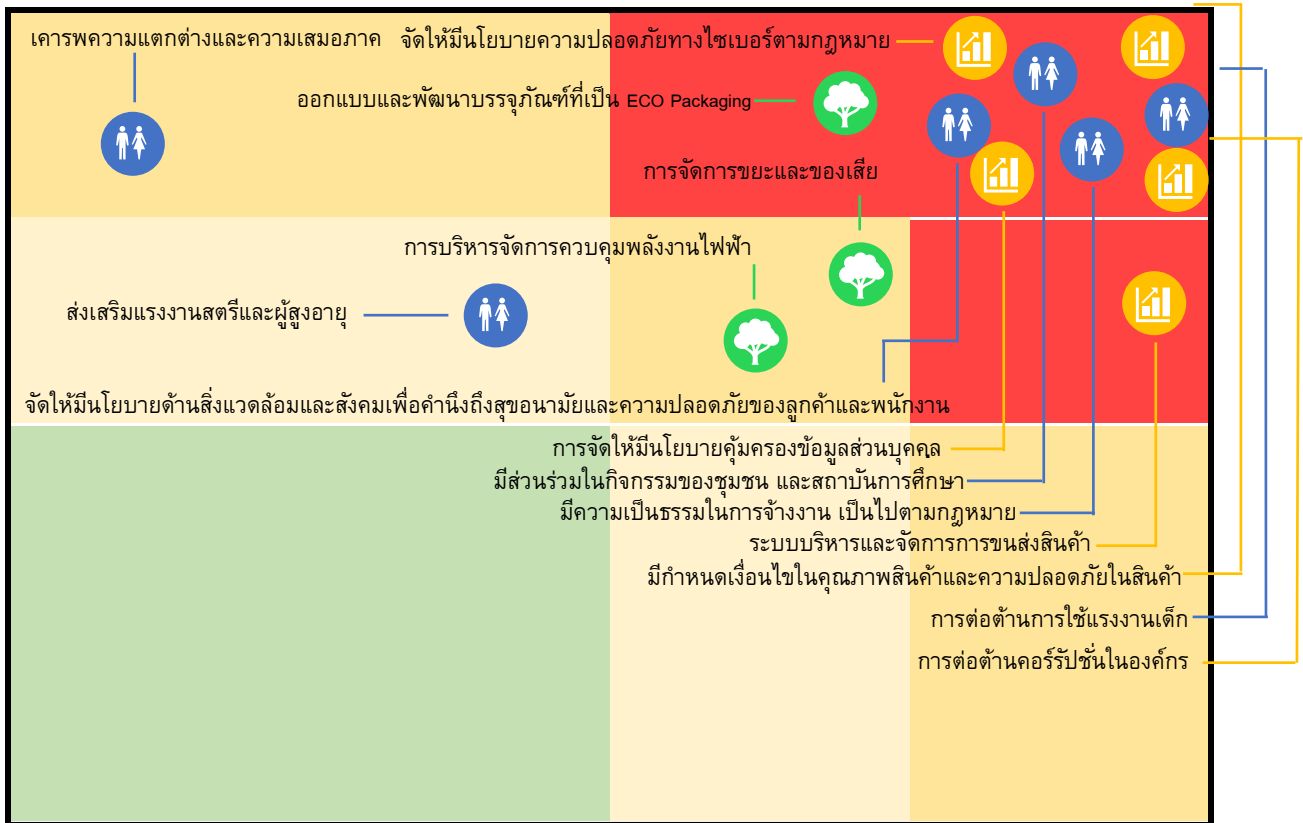 เคารพความแตกต่างและความเสมอภาค
จัดให้มีนโยบายความปลอดภัยทางไซเบอร์ตามกฎหมาย
ออกแบบและพัฒนาบรรจุภัณฑ์ที่เป็น ECO Packaging
การจัดการขยะและของเสีย
การบริหารจัดการควบคุมพลังงานไฟฟ้า
ส่งเสริมแรงงานสตรีและผู้สูงอายุ
จัดให้มีนโยบายด้านสิ่งแวดล้อมและสังคมเพื่อคำนึงถึงสุขอนามัยและความปลอดภัยของลูกค้าและพนักงาน
การจัดให้มีนโยบายคุ้มครองข้อมูลส่วนบุคคล
มีส่วนร่วมในกิจกรรมของชุมชน และสถาบันการศึกษา
มีความเป็นธรรมในการจ้างงาน เป็นไปตามกฎหมาย
ระบบบริหารและจัดการการขนส่งสินค้า
มีกำหนดเงื่อนไขในคุณภาพสินค้าและความปลอดภัยในสินค้า
การต่อต้านการใช้แรงงานเด็ก
การต่อต้านคอร์รัปชั่นในองค์กร